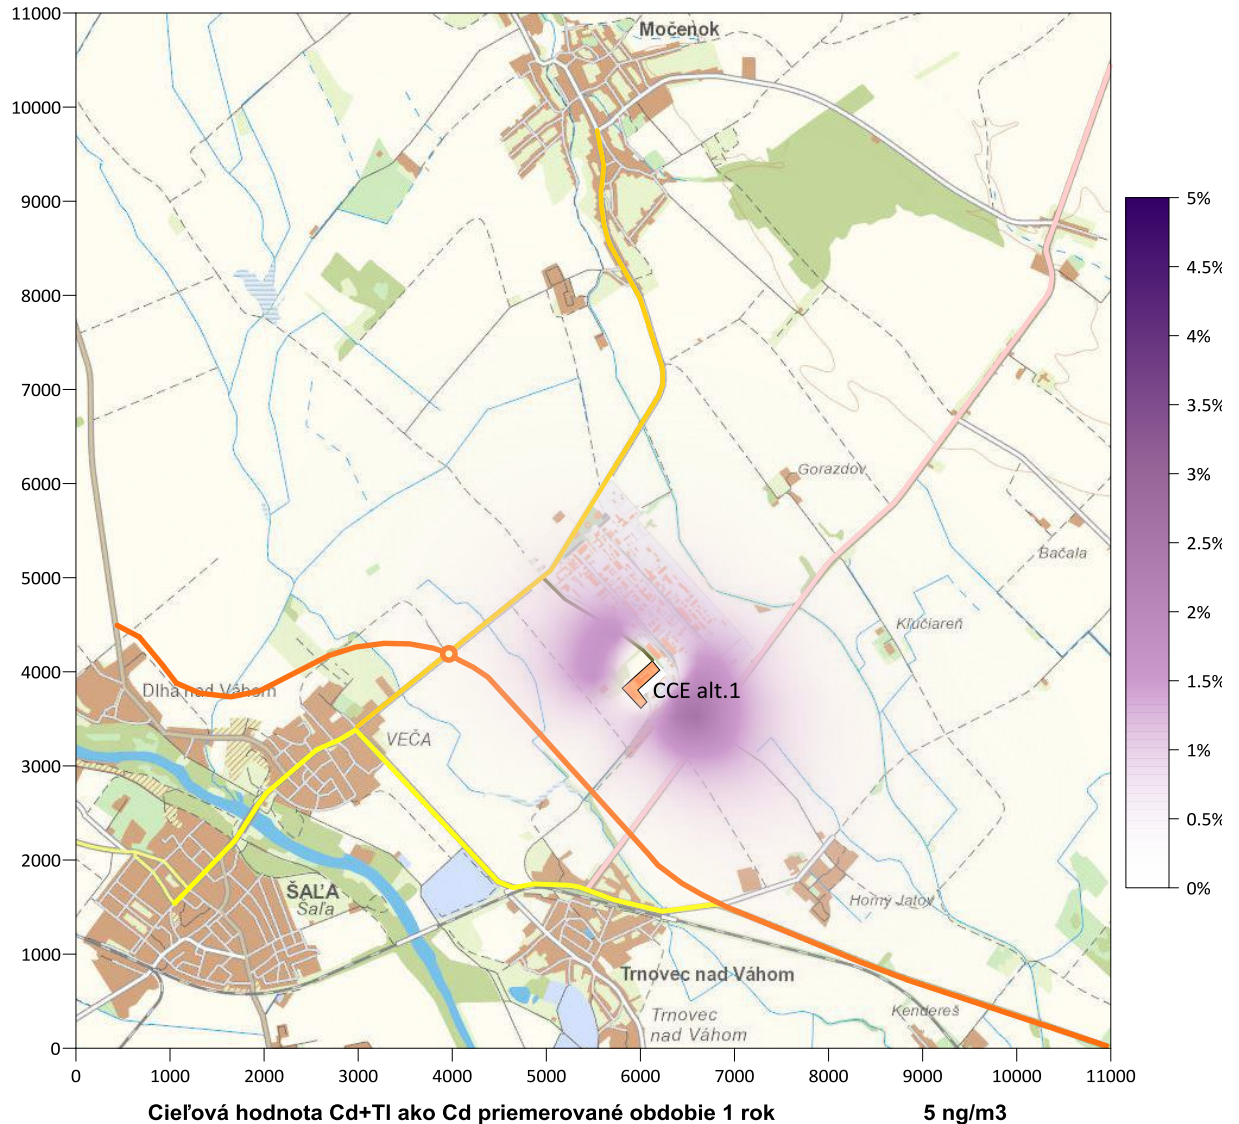 11000
10000
9000
8000
7000
6000
5000
4000
3000
2000
1000
0
Močenok
Gorazdov
Bačala
Kľučiareň
CCE alt.1
Dlhá nad Váhom
VEČA
ŠAĽA
Šaľa
Horný Jatov
Trnovec nad Váhom
Trnovec
nad Váhom
Kendereš
5%
4.5%
4%
3.5%
3%
2.5%
2%
1.5%
1%
0.5%
0%
0 1000 2000 3000 4000 5000 6000 7000 8000 9000 10000 11000
Cieľová hodnota Cd+Tl ako Cd priemerované obdobie 1 rok 5 ng/m3